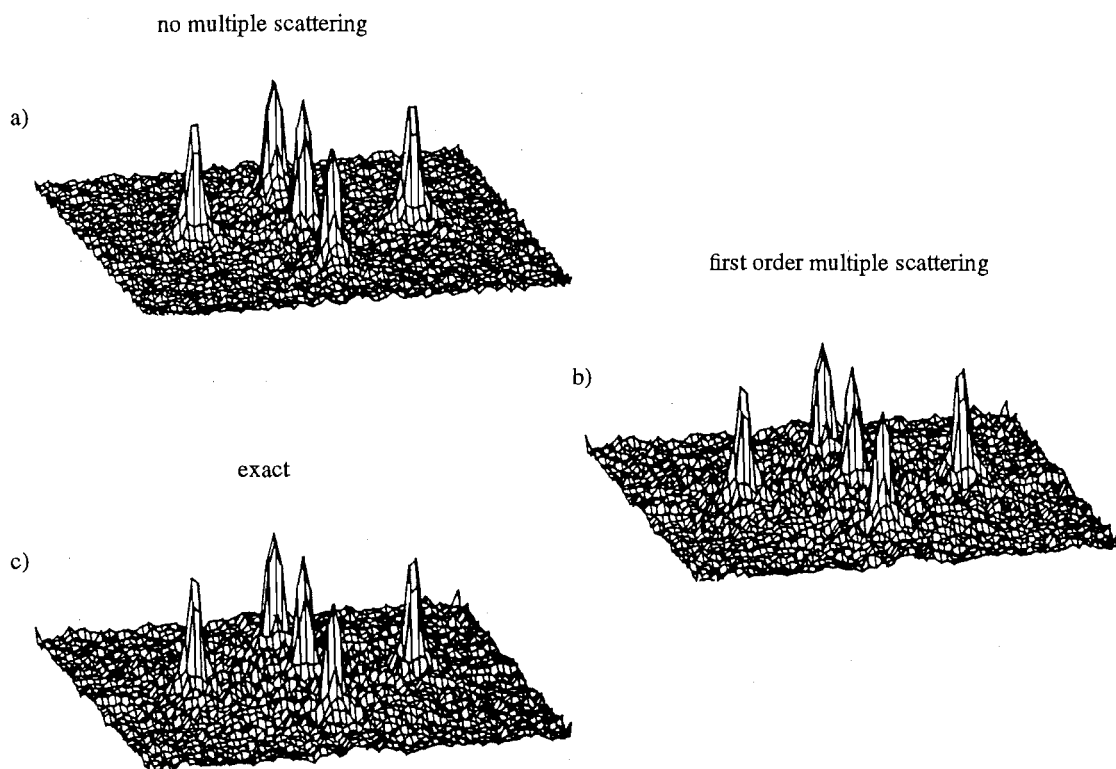 no multiple scattering
a)
first order multiple scattering
b)
exact
c)